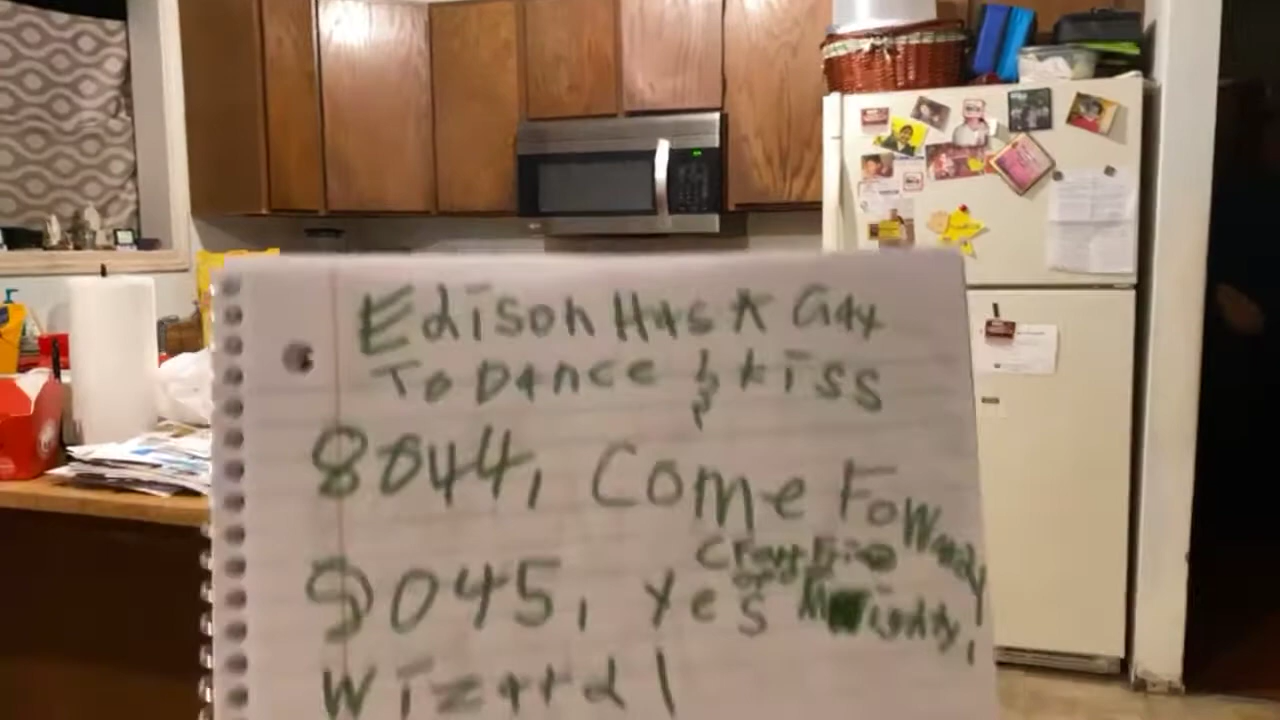 Edison Has A Gay
To Dance & kiss
8044, Come Foward
8045, Yes Mighty,
Wizard!